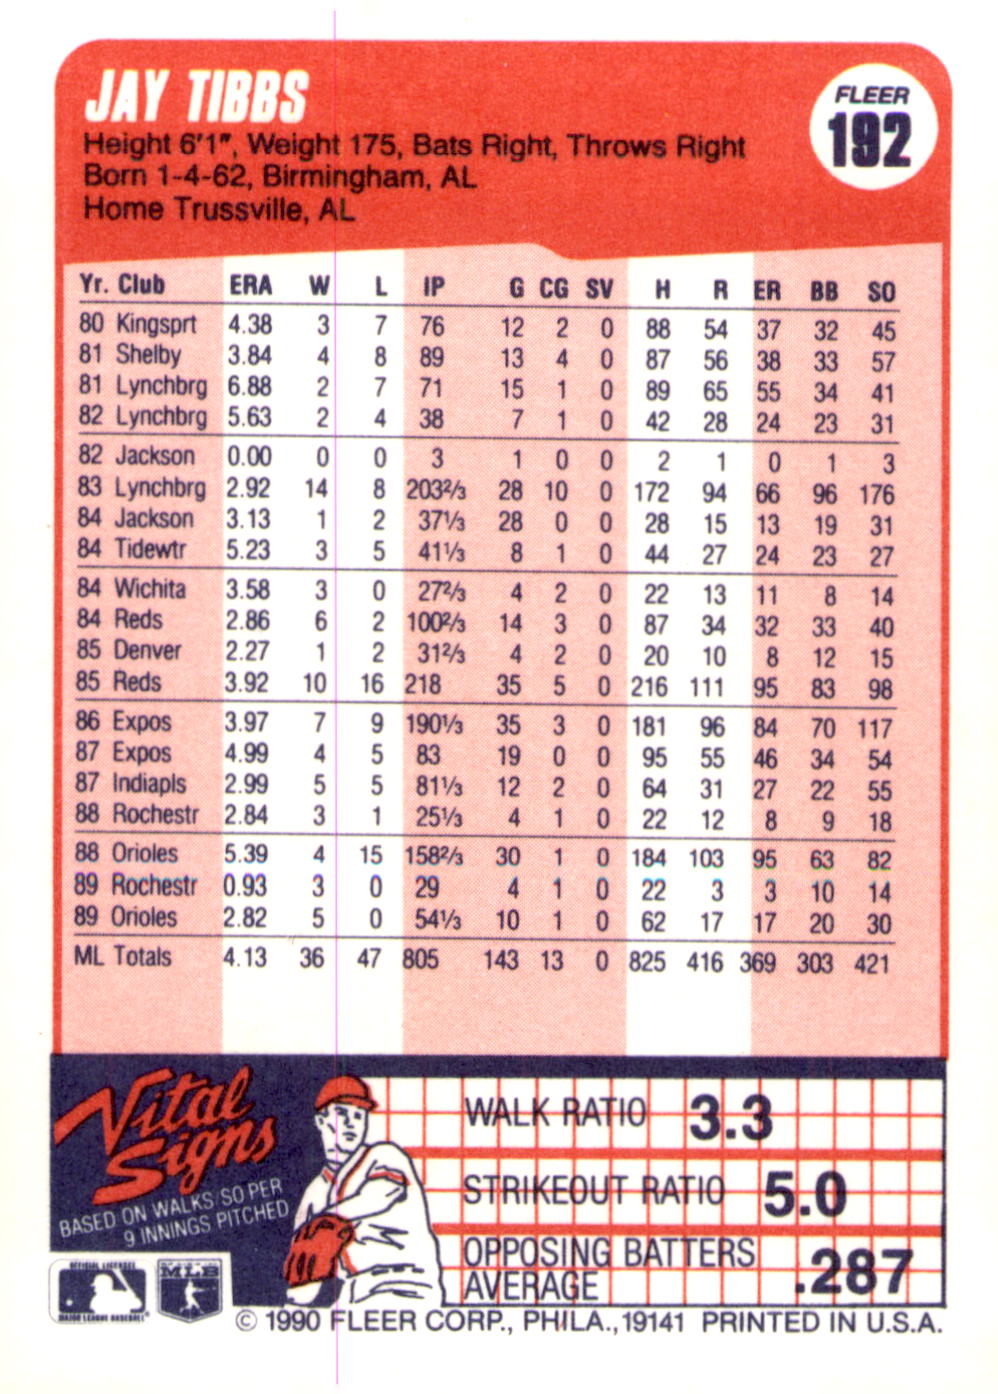 JAY TIBBS
FLEER
192
Height 6'1", Weight 175, Bats Right, Throws Right
Born 1-4-62, Birmingham, AL
Home Trussville, AL
Yr. Club ERA W L IP G CG SV H R ER BB SO
80 Kingsprt 4.38 3 7 76 12 2 0 88 54 37 32 45
81 Shelby 3.84 4 8 89 13 4 0 87 56 38 33 57
81 Lynchbrg 6.88 2 7 71 15 1 0 89 65 55 34 41
82 Lynchbrg 5.63 2 4 38 7 1 0 42 28 24 23 31
82 Jackson 0.00 0 0 3 1 0 0 2 1 0 1 3
83 Lynchbrg 2.92 14 8 203⅔ 28 10 0 172 94 66 96 176
84 Jackson 3.13 1 2 37⅓ 28 0 0 28 15 13 19 31
84 Tidewtr 5.23 3 5 41⅓ 8 1 0 44 27 24 23 27
84 Wichita 3.58 3 0 27⅔ 4 2 0 22 13 11 8 14
84 Reds 2.86 6 2 100⅔ 14 3 0 87 34 32 33 40
85 Denver 2.27 1 2 31⅔ 4 2 0 20 10 8 12 15
85 Reds 3.92 10 16 218 35 5 0 216 111 95 83 98
86 Expos 3.97 7 9 190⅓ 35 3 0 181 96 84 70 117
87 Expos 4.99 4 5 83 19 0 0 95 55 46 34 54
87 Indiapls 2.99 5 5 81⅓ 12 2 0 64 31 27 22 55
88 Rochestr 2.84 3 1 25⅓ 4 1 0 22 12 8 9 18
88 Orioles 5.39 4 15 158⅔ 30 1 0 184 103 95 63 82
89 Rochestr 0.93 3 0 29 4 1 0 22 3 3 10 14
89 Orioles 2.82 5 0 54⅓ 10 1 0 62 17 17 20 30
ML Totals 4.13 36 47 805 143 13 0 825 416 369 303 421
Vital
Signs
BASED ON WALKS/SO PER
9 INNINGS PITCHED
WALK RATIO 3.3
STRIKEOUT RATIO 5.0
OPPOSING BATTERS
AVERAGE .287
OFFICIAL LICENSEE
MAJOR LEAGUE BASEBALL
MLB
© 1990 FLEER CORP., PHILA., 19141 PRINTED IN U.S.A.